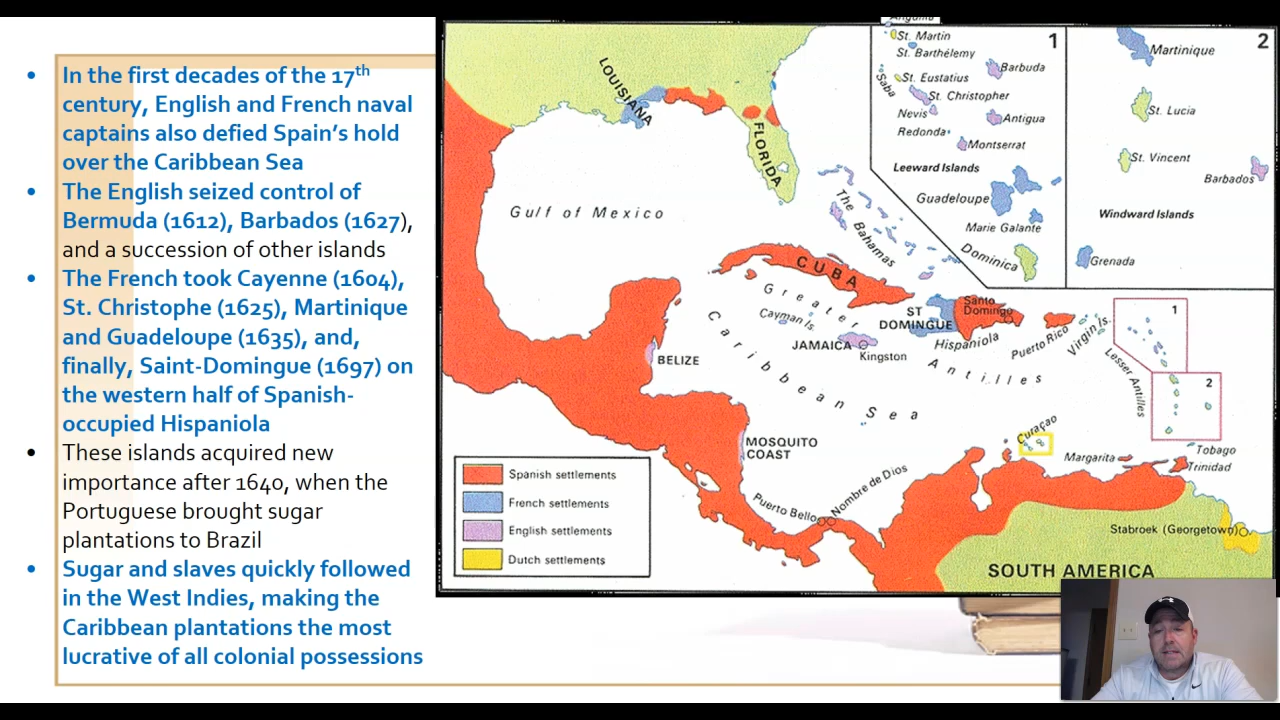 • In the first decades of the 17th
century, English and French naval
captains also defied Spain's hold
over the Caribbean Sea
• The English seized control of
Bermuda (1612), Barbados (1627),
and a succession of other islands
• The French took Cayenne (1604),
St. Christophe (1625), Martinique
and Guadeloupe (1635), and,
finally, Saint-Domingue (1697) on
the western half of Spanish-
occupied Hispaniola
• These islands acquired new
importance after 1640, when the
Portuguese brought sugar
plantations to Brazil
• Sugar and slaves quickly followed
in the West Indies, making the
Caribbean plantations the most
lucrative of all colonial possessions
LOUISIANA
FLORIDA
Gulf of Mexico
The Bahamas
CUBA
Greater Antilles
Cayman Is.
JAMAICA
Kingston
ST
DOMINGUE
Santo
Domingo
Hispaniola
Puerto Rico
Virgin Is.
Lesser Antilles
1
2
Caribbean Sea
BELIZE
MOSQUITO
COAST
Puerto Bello
Nombre de Dios
Curaçao
Margarita
Tobago
Trinidad
Stabroek (Georgetown)
SOUTH AMERICA
Spanish settlements
French settlements
English settlements
Dutch settlements
1
Anguilla
St. Martin
St. Barthélemy
Saba
St. Eustatius
Barbuda
St. Christopher
Nevis
Antigua
Redonda
Montserrat
Leeward Islands
Guadeloupe
Marie Galante
Dominica
2
Martinique
St. Lucia
St. Vincent
Barbados
Windward Islands
Grenada